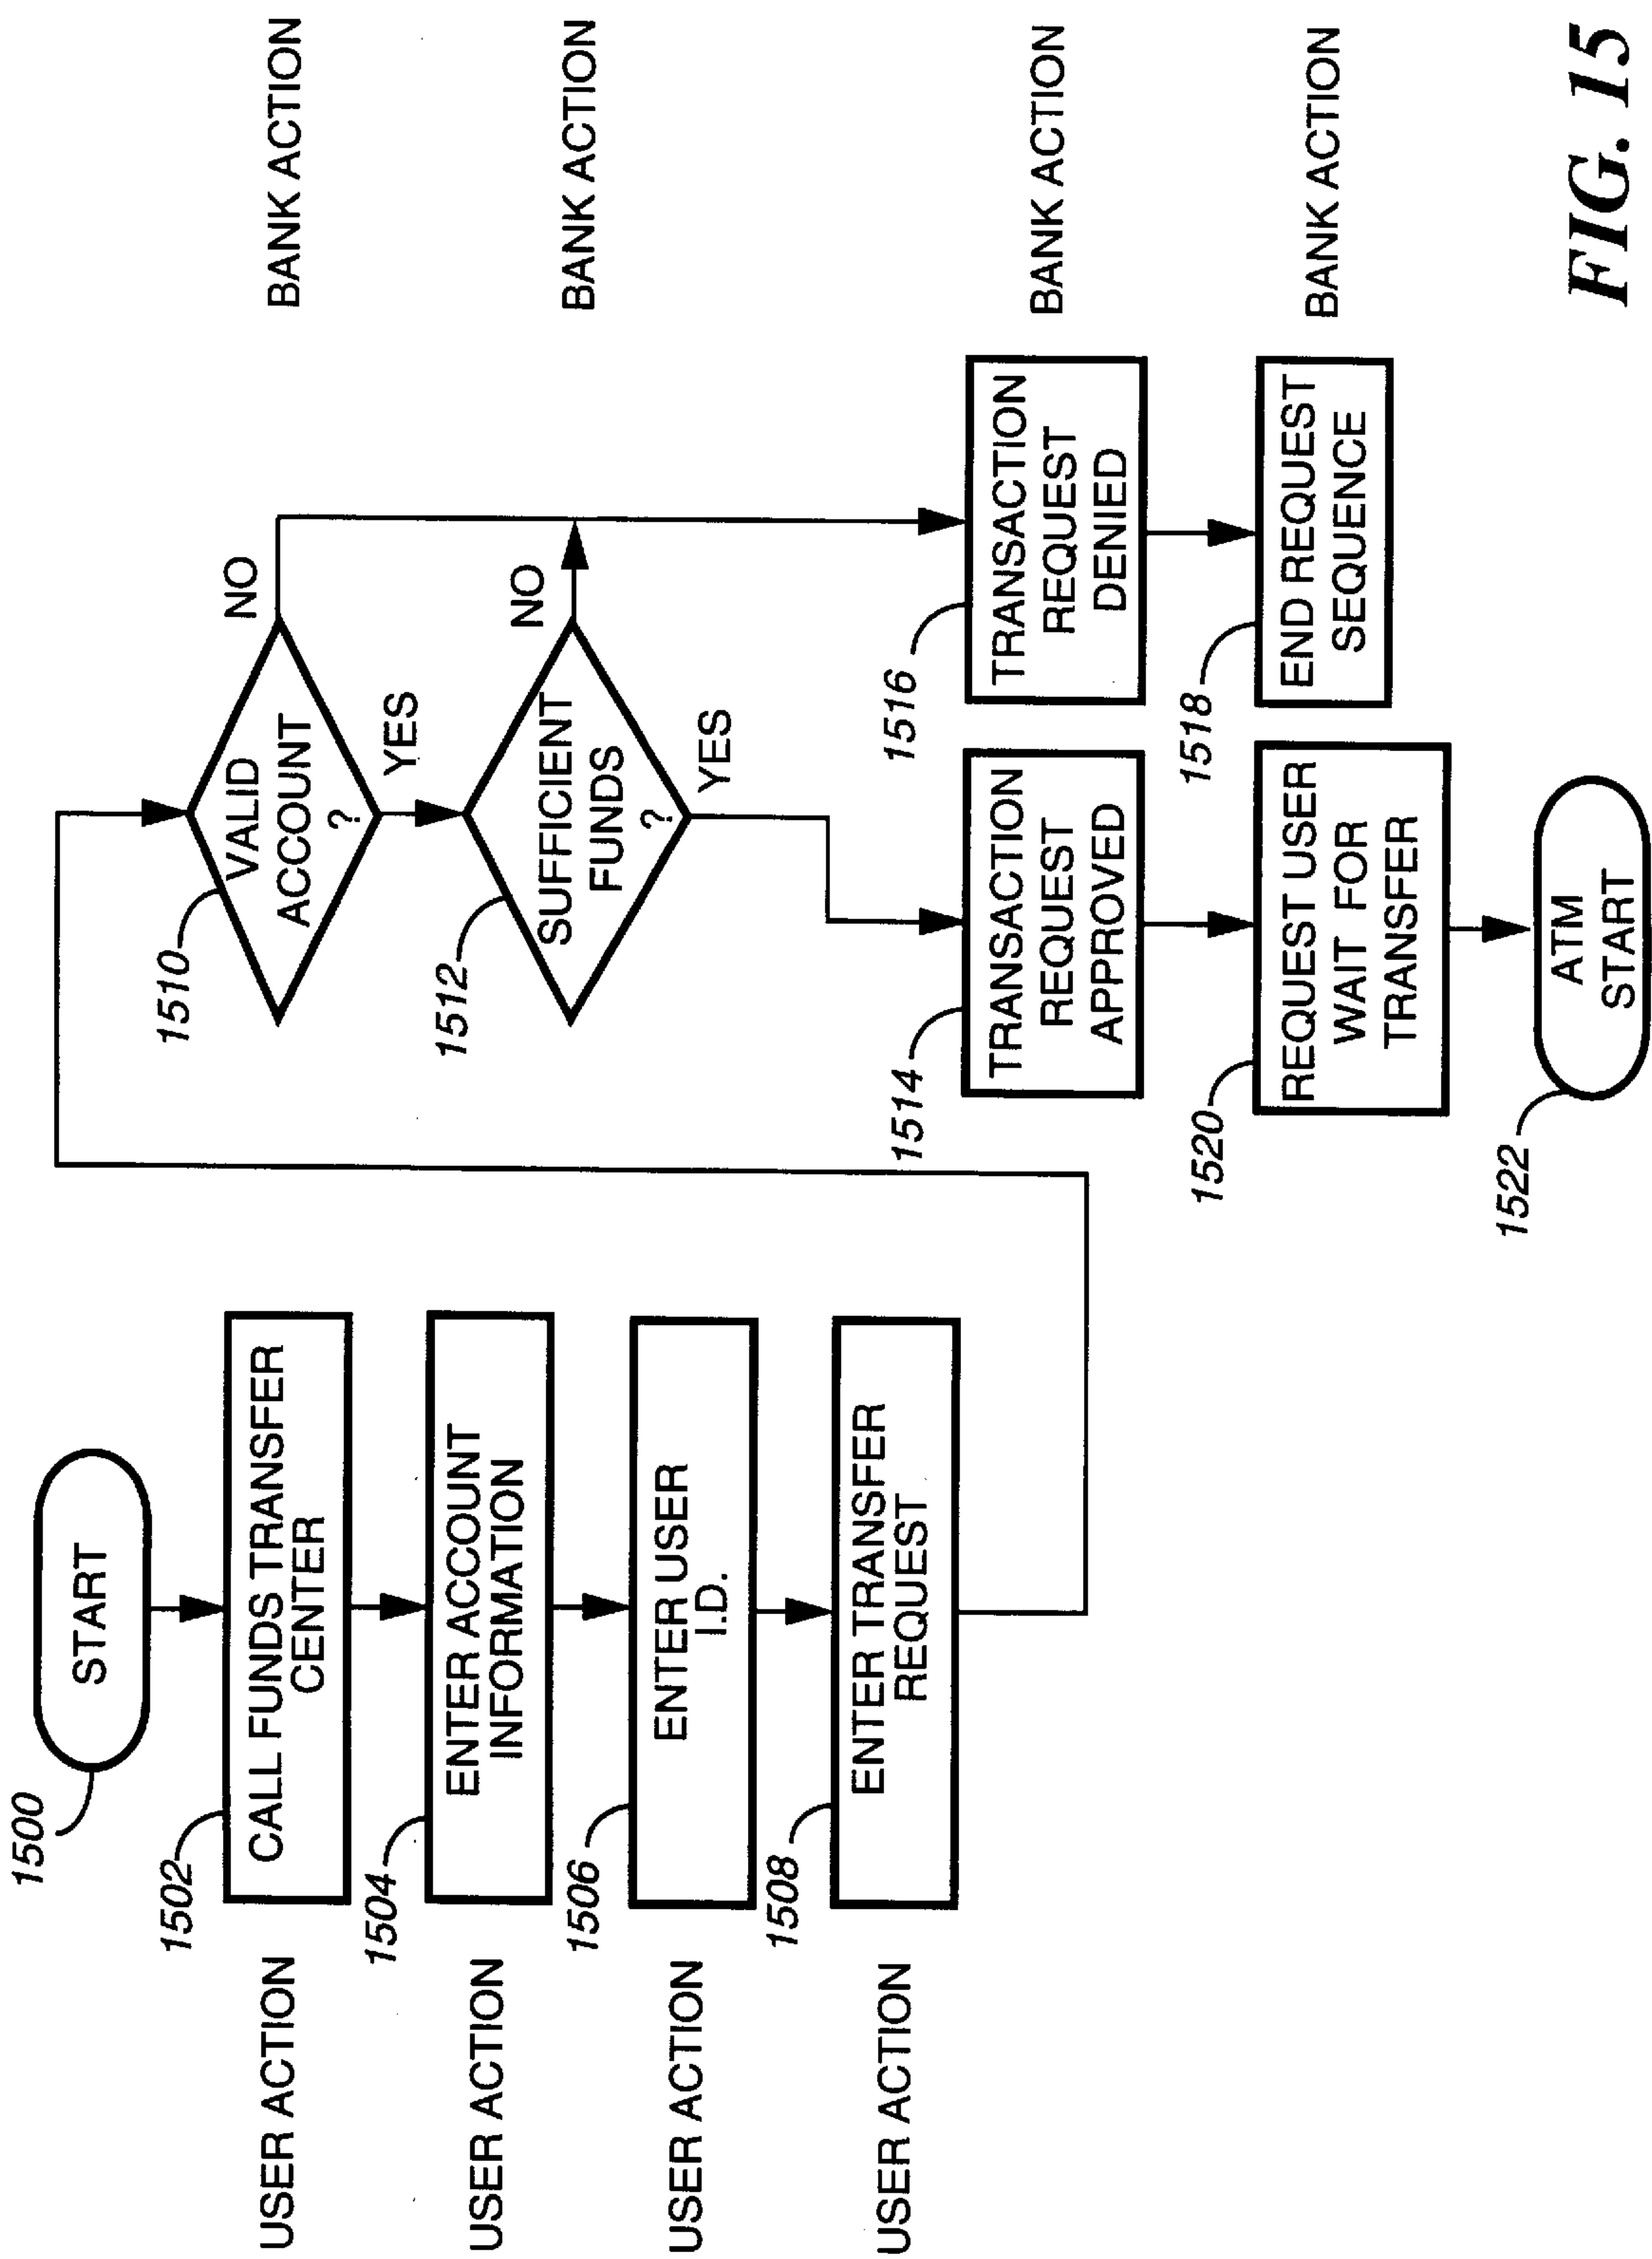 1500
START
USER ACTION
1502
CALL FUNDS TRANSFER
CENTER
USER ACTION
1504
ENTER ACCOUNT
INFORMATION
USER ACTION
1506
ENTER USER
I.D.
USER ACTION
1508
ENTER TRANSFER
REQUEST
1510
VALID
ACCOUNT
?
NO
YES
BANK ACTION
1512
SUFFICIENT
FUNDS
?
NO
YES
BANK ACTION
1514
TRANSACTION
REQUEST
APPROVED
1516
TRANSACTION
REQUEST
DENIED
BANK ACTION
1520
REQUEST USER
WAIT FOR
TRANSFER
1518
END REQUEST
SEQUENCE
BANK ACTION
1522
ATM
START
FIG. 15